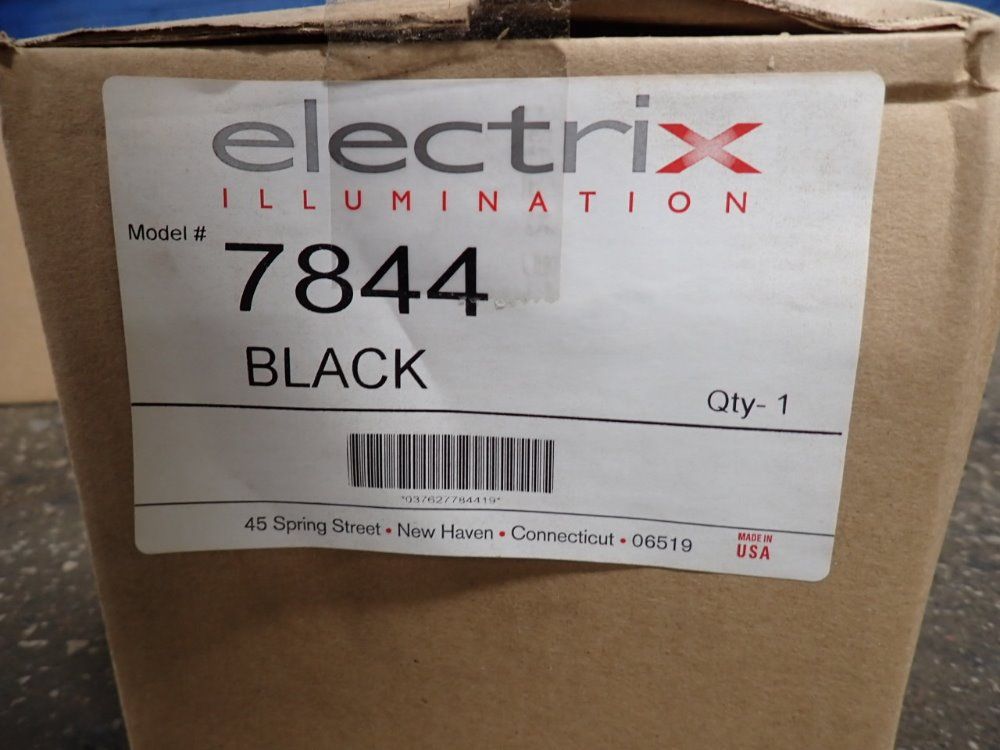 electrix
ILLUMINATION
Model # 7844
BLACK
Qty- 1
*037627784419*
45 Spring Street • New Haven • Connecticut • 06519
MADE IN
USA